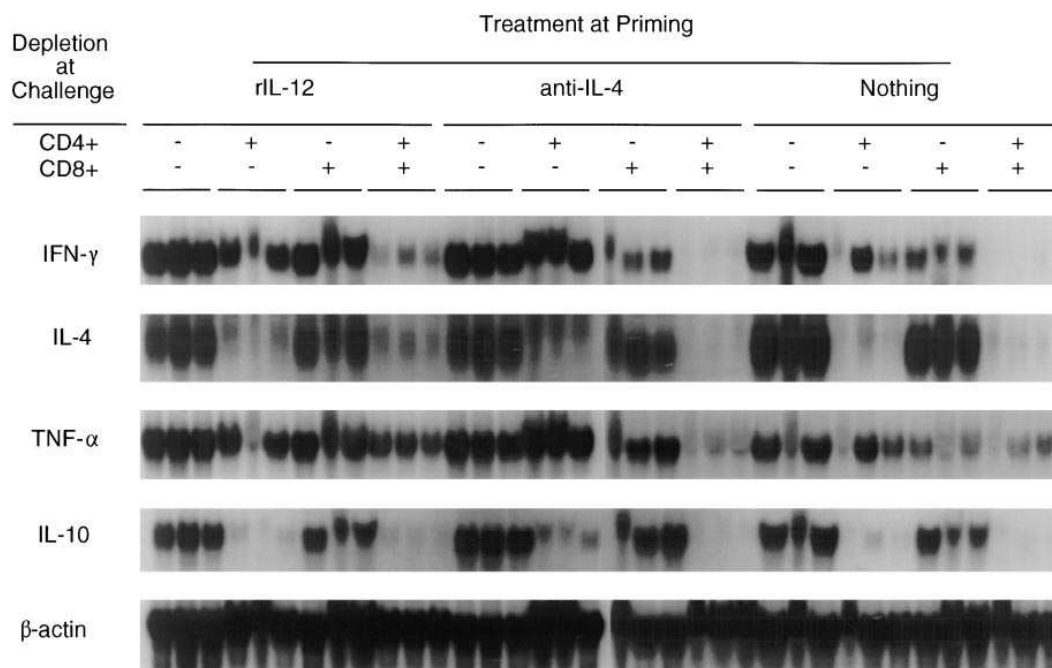 Treatment at Priming
Depletion
at
Challenge
rIL-12 anti-IL-4 Nothing
CD4+ - + - + - + - + - + - +
CD8+ - - + + - - + + - - + +
IFN-γ
IL-4
TNF-α
IL-10
β-actin